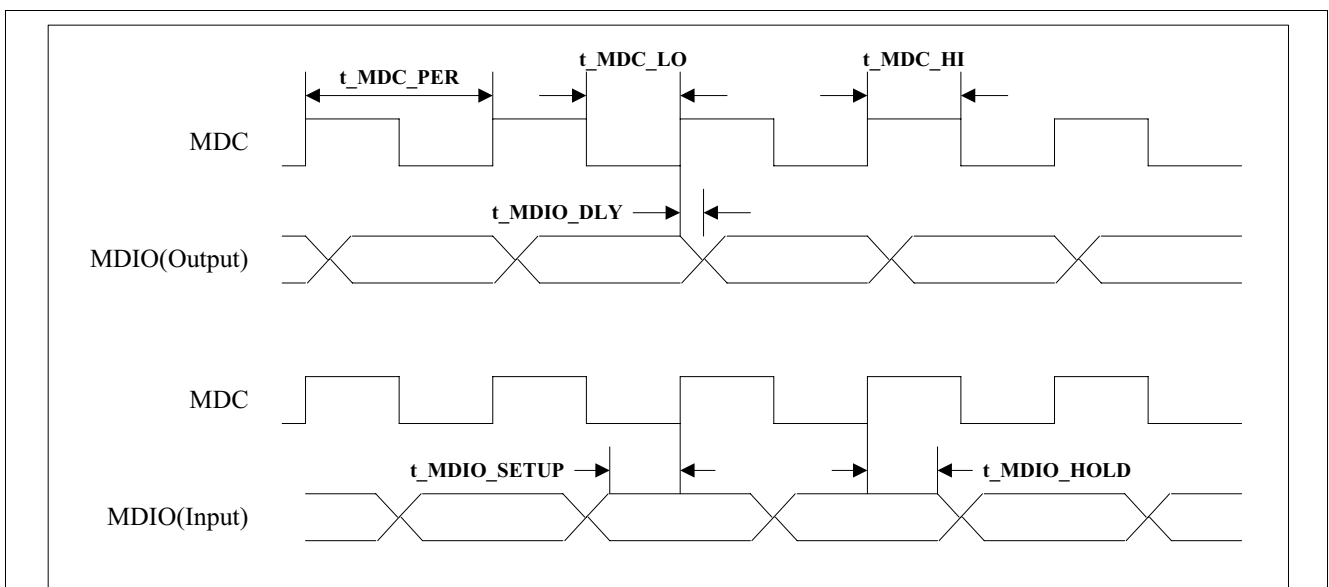 t_MDC_PER
t_MDC_LO
t_MDC_HI
MDC
t_MDIO_DLY
MDIO(Output)
MDC
t_MDIO_SETUP
t_MDIO_HOLD
MDIO(Input)